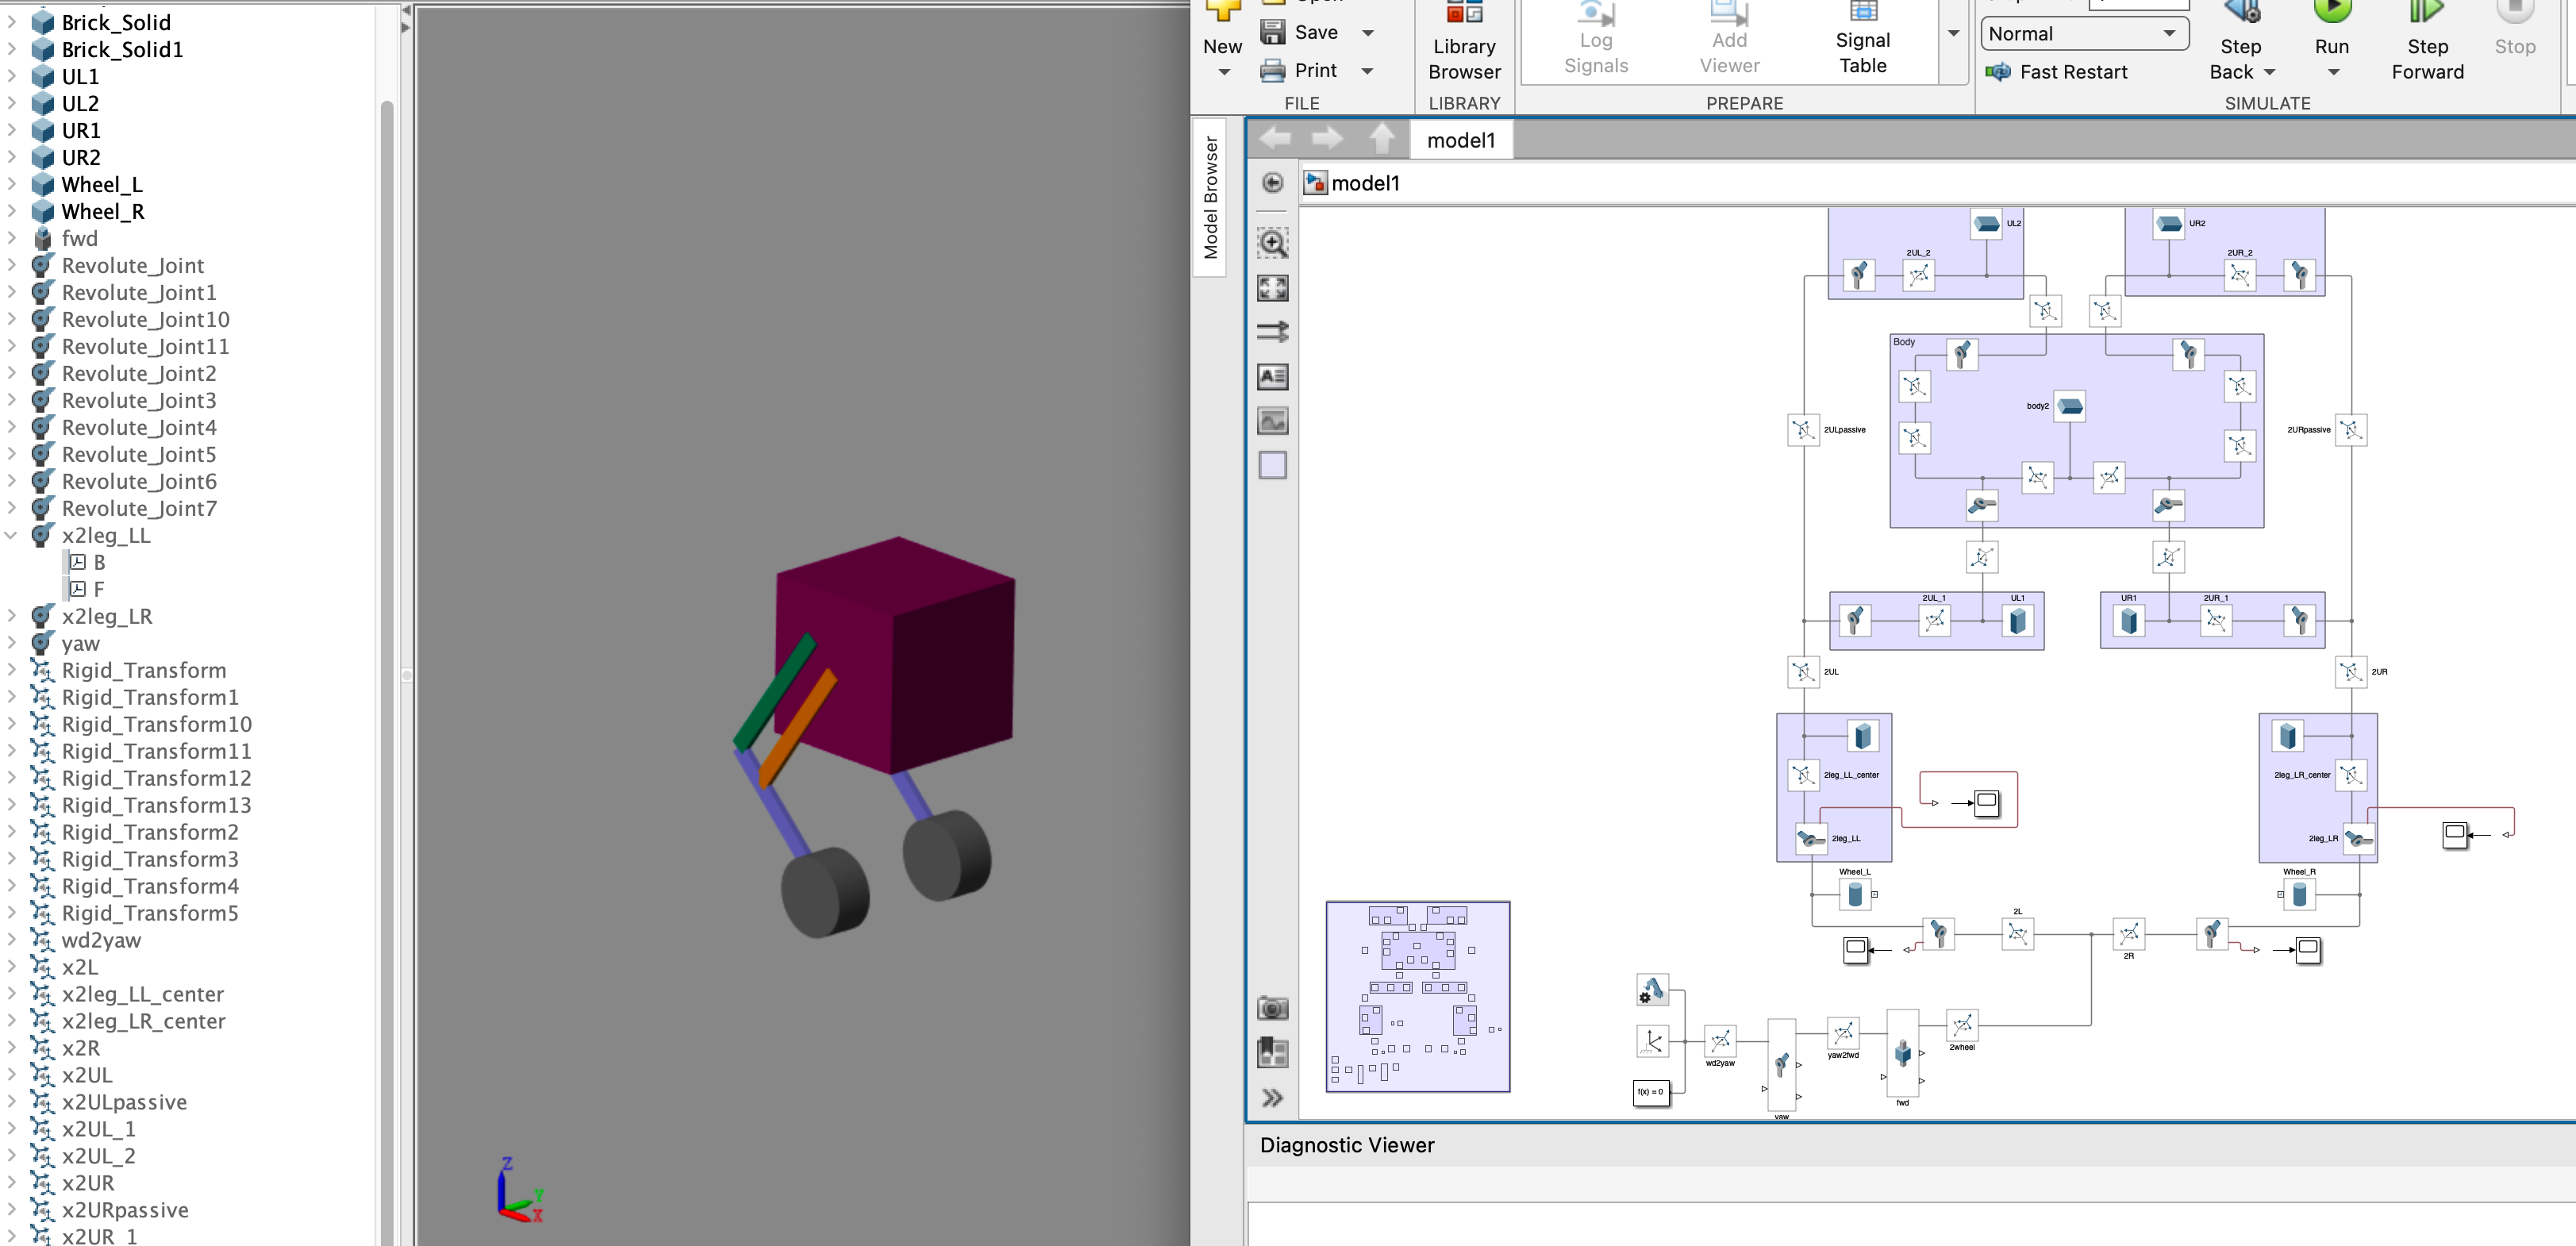 Brick_Solid
Brick_Solid1
UL1
UL2
UR1
UR2
Wheel_L
Wheel_R
fwd
Revolute_Joint
Revolute_Joint1
Revolute_Joint10
Revolute_Joint11
Revolute_Joint2
Revolute_Joint3
Revolute_Joint4
Revolute_Joint5
Revolute_Joint6
Revolute_Joint7
x2leg_LL
B
F
x2leg_LR
yaw
Rigid_Transform
Rigid_Transform1
Rigid_Transform10
Rigid_Transform11
Rigid_Transform12
Rigid_Transform13
Rigid_Transform2
Rigid_Transform3
Rigid_Transform4
Rigid_Transform5
wd2yaw
x2L
x2leg_LL_center
x2leg_LR_center
x2R
x2UL
x2ULpassive
x2UL_1
x2UL_2
x2UR
x2URpassive
x2UR_1
Z
Y
X
New
Open
Save
Print
FILE
Library Browser
LIBRARY
Log Signals
Add Viewer
Signal Table
PREPARE
Normal
Fast Restart
Step Back
Run
Step Forward
Stop
SIMULATE
Model Browser
model1
model1
UL2
UR2
2UL_2
2UR_2
Body
body2
2ULpassive
2URpassive
2UL_1
UL1
UR1
2UR_1
2UL
2UR
2leg_LL_center
2leg_LR_center
2leg_LL
2leg_LR
Wheel_L
Wheel_R
2L
2R
wd2yaw
yaw2fwd
2wheel
f(x) = 0
yaw
fwd
Diagnostic Viewer